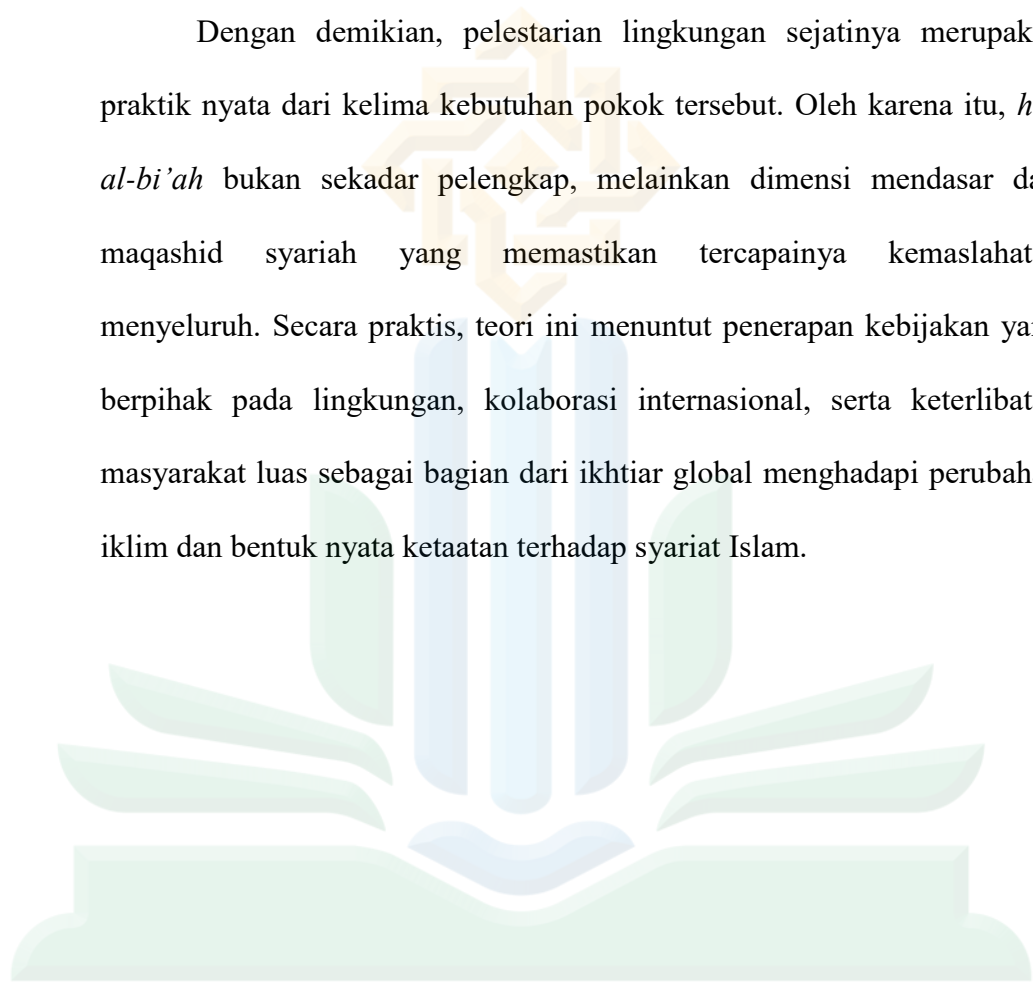 Dengan demikian, pelestarian lingkungan sejatinya merupak
praktik nyata dari kelima kebutuhan pokok tersebut. Oleh karena itu, h
al-bi’ah bukan sekadar pelengkap, melainkan dimensi mendasar da
maqashid syariah yang memastikan tercapainya kemaslahat
menyeluruh. Secara praktis, teori ini menuntut penerapan kebijakan ya
berpihak pada lingkungan, kolaborasi internasional, serta keterlibat
masyarakat luas sebagai bagian dari ikhtiar global menghadapi perubah
iklim dan bentuk nyata ketaatan terhadap syariat Islam.